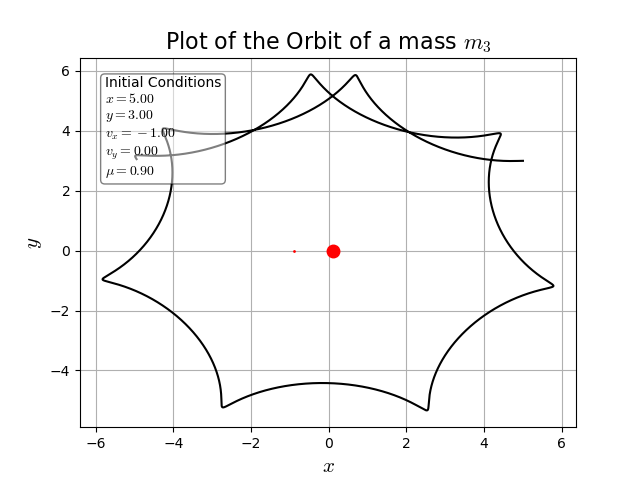 Plot of the Orbit of a mass m₃
Initial Conditions
x = 5.00
y = 3.00
vₓ = −1.00
v_y = 0.00
μ = 0.90
6
4
2
0
−2
−4
y
−6
−4
−2
0
2
4
6
x